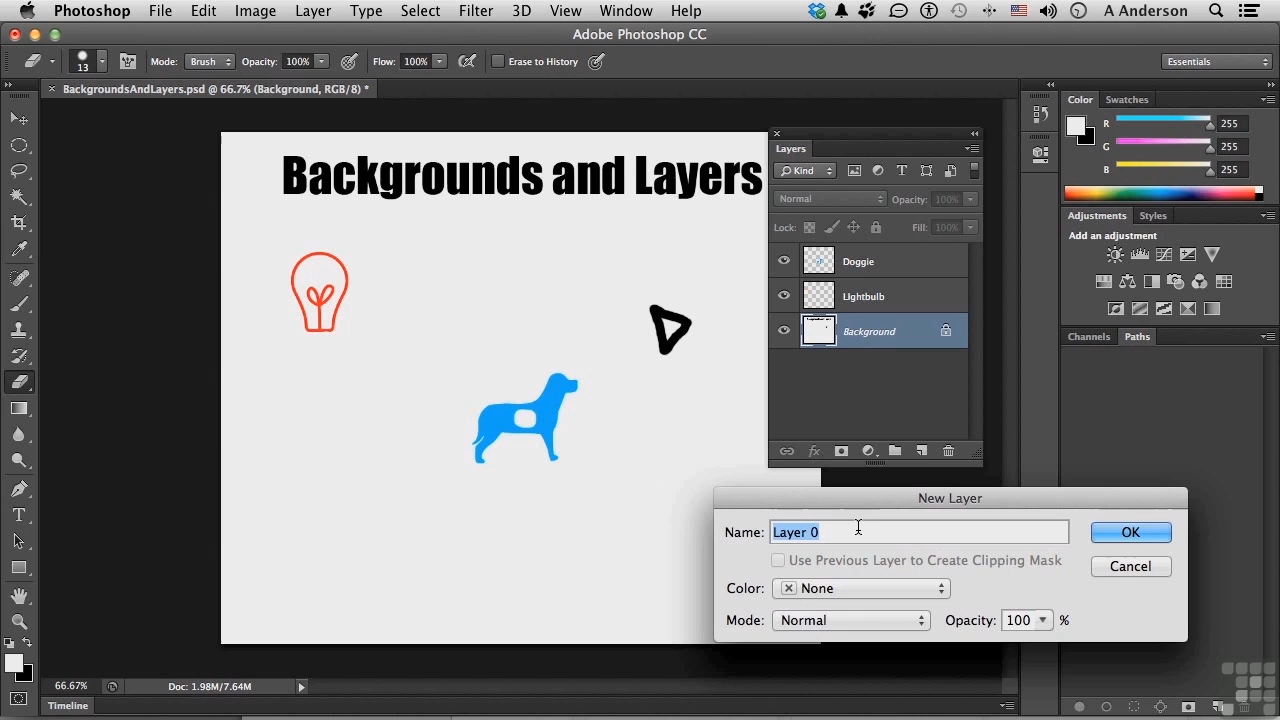 Photoshop File Edit Image Layer Type Select Filter 3D View Window Help A Anderson
Adobe Photoshop CC
13 Mode: Brush Opacity: 100% Flow: 100% Erase to History Essentials
× BackgroundsAndLayers.psd @ 66.7% (Background, RGB/8) *
Color Swatches
R 255
G 255
B 255
Backgrounds and Layers
Layers
Kind
Normal Opacity: 100%
Lock: Fill: 100%
Doggie
LIghtbulb
Background
Adjustments Styles
Add an adjustment
Channels Paths
New Layer
Name: Layer 0 OK
Use Previous Layer to Create Clipping Mask Cancel
Color: None
Mode: Normal Opacity: 100 %
66.67% Doc: 1.98M/7.64M
Timeline